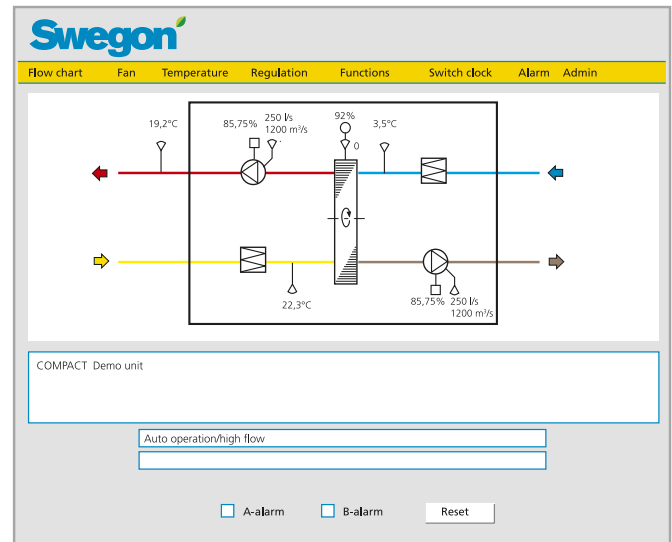 Swegon
Flow chart Fan Temperature Regulation Functions Switch clock Alarm Admin
19,2°C
85,75%
250 l/s
1200 m³/s
92%
0
3,5°C
22,3°C
85,75%
250 l/s
1200 m³/s
COMPACT Demo unit
Auto operation/high flow
A-alarm B-alarm Reset